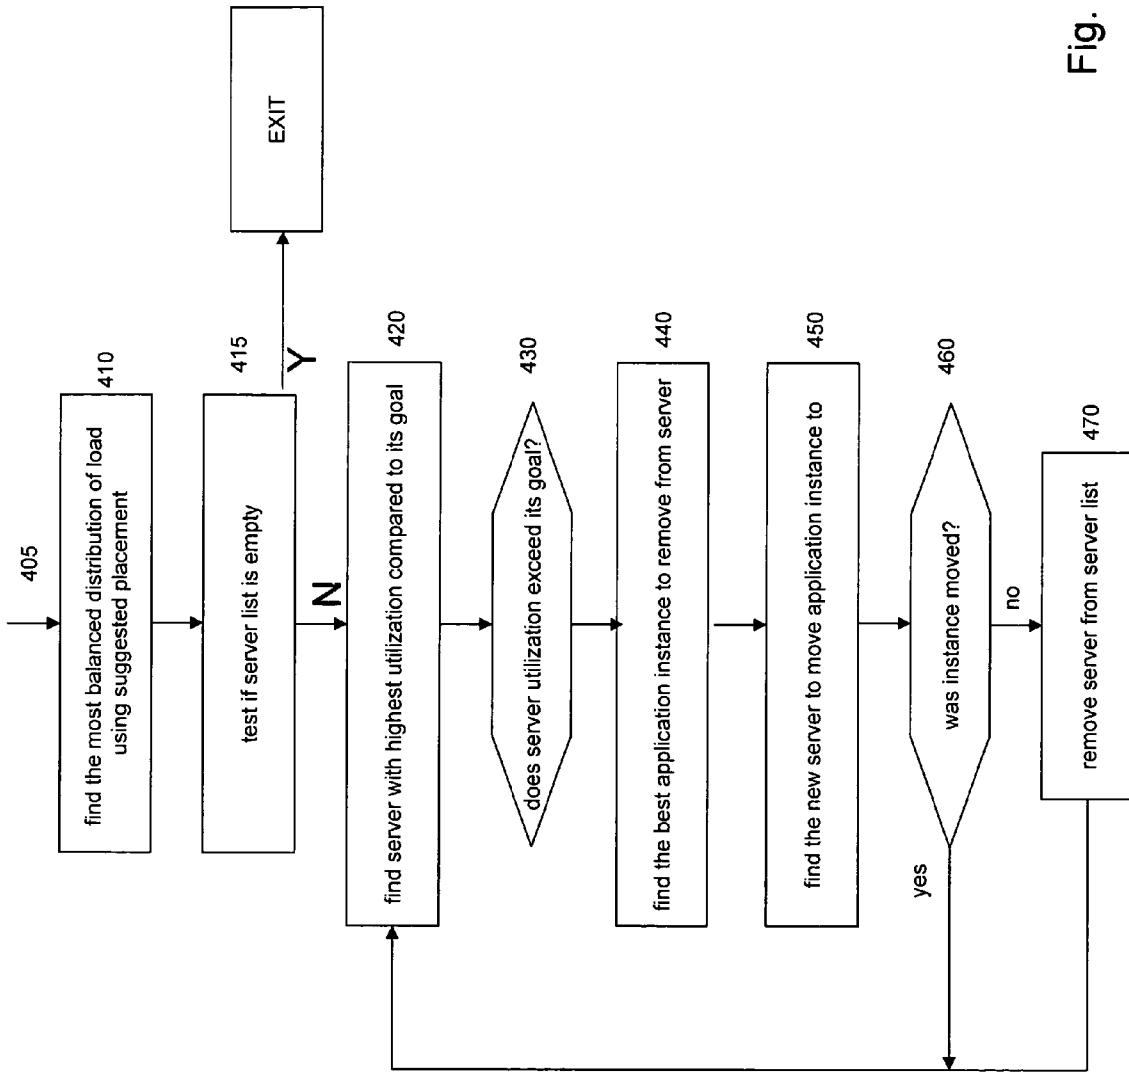 405
find the most balanced distribution of load
using suggested placement
410
test if server list is empty
415
Y
EXIT
N
find server with highest utilization compared to its goal
420
does server utilization exceed its goal?
430
find the best application instance to remove from server
440
find the new server to move application instance to
450
was instance moved?
460
yes
no
remove server from server list
470
Fig.